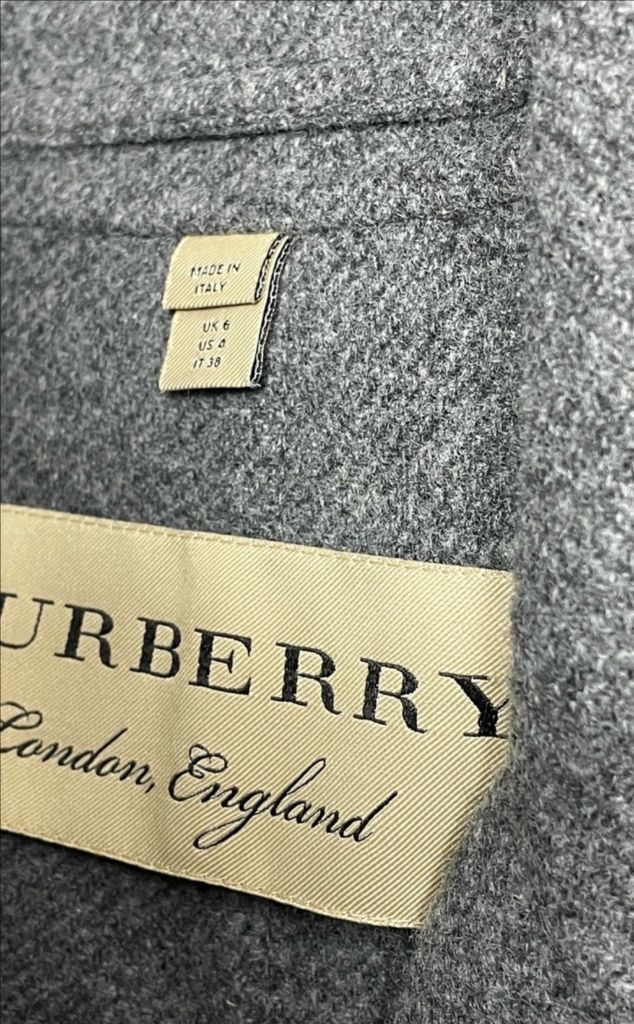 MADE IN
ITALY
UK 6
US 4
IT 38
URBERRY
London, England